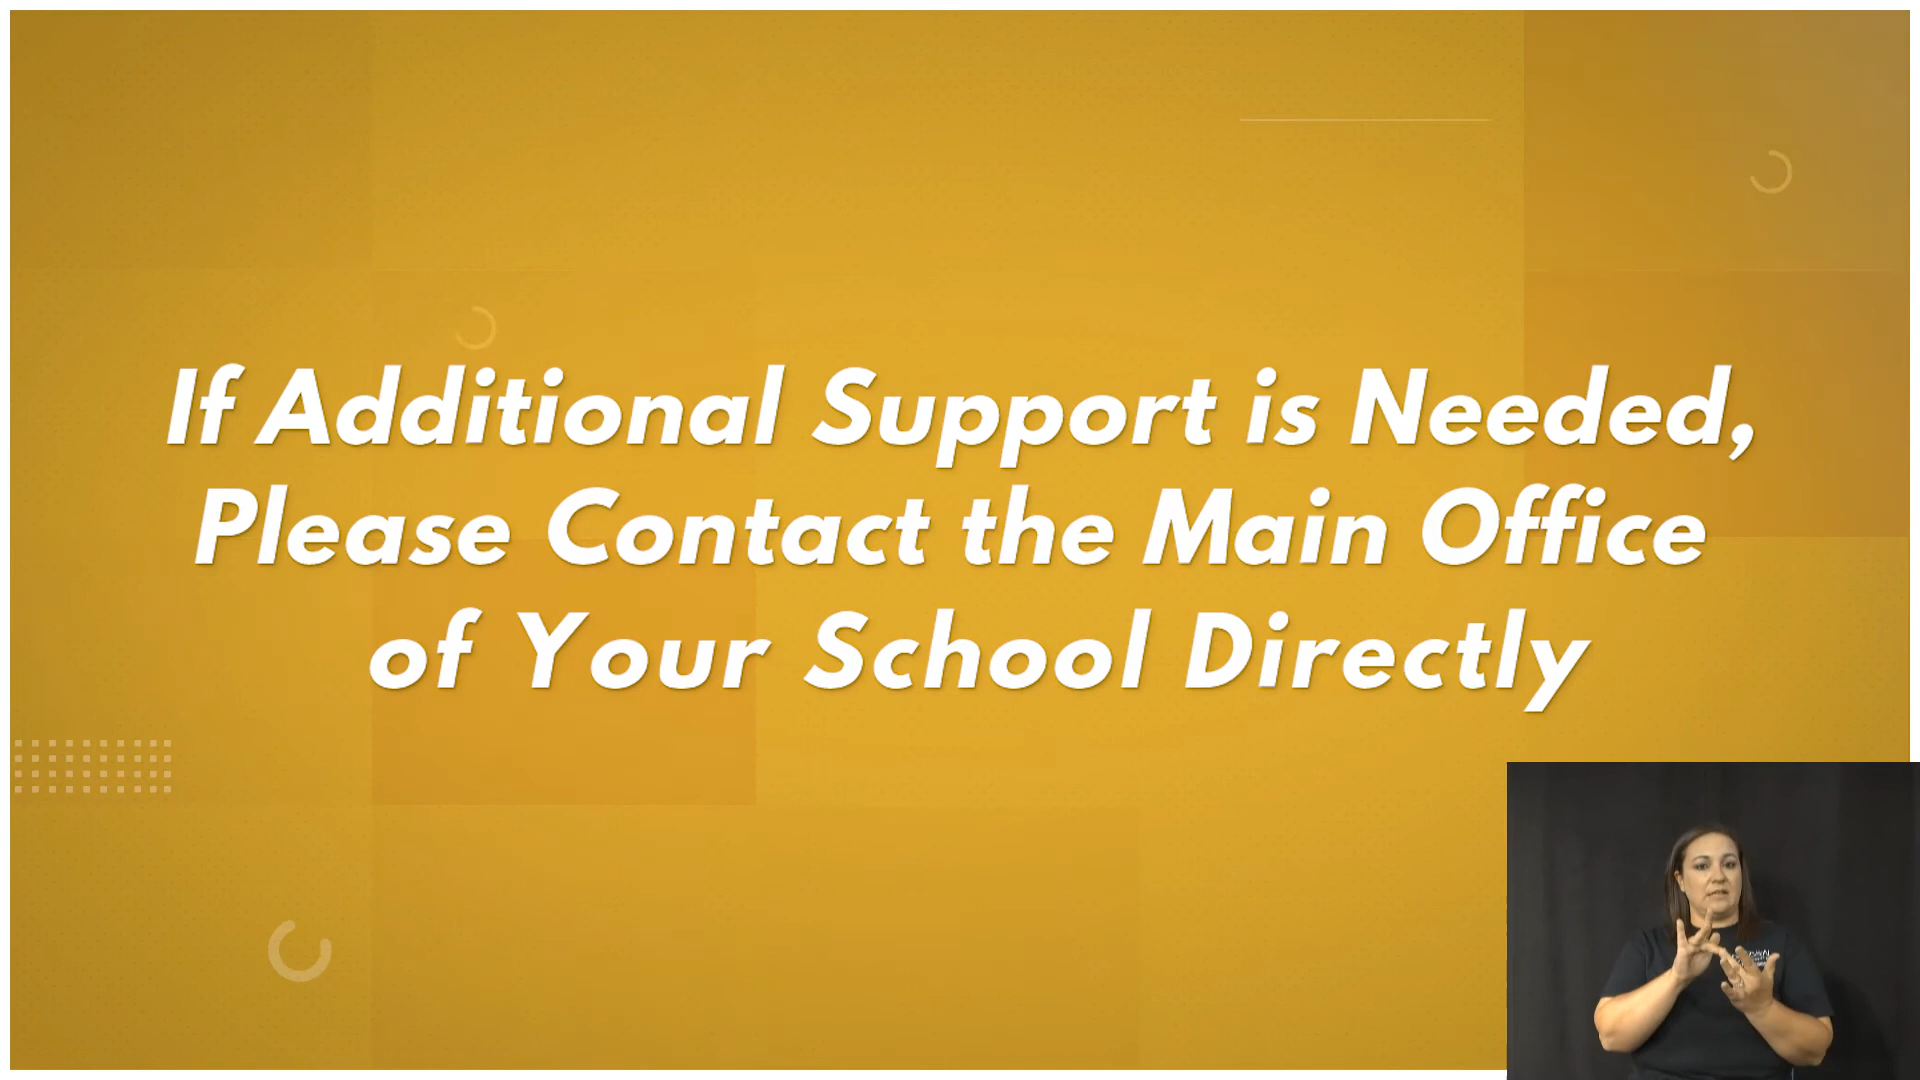 If Additional Support is Needed,
Please Contact the Main Office
of Your School Directly